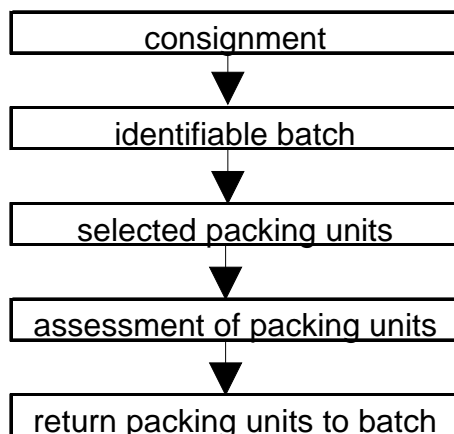 consignment
identifiable batch
selected packing units
assessment of packing units
return packing units to batch